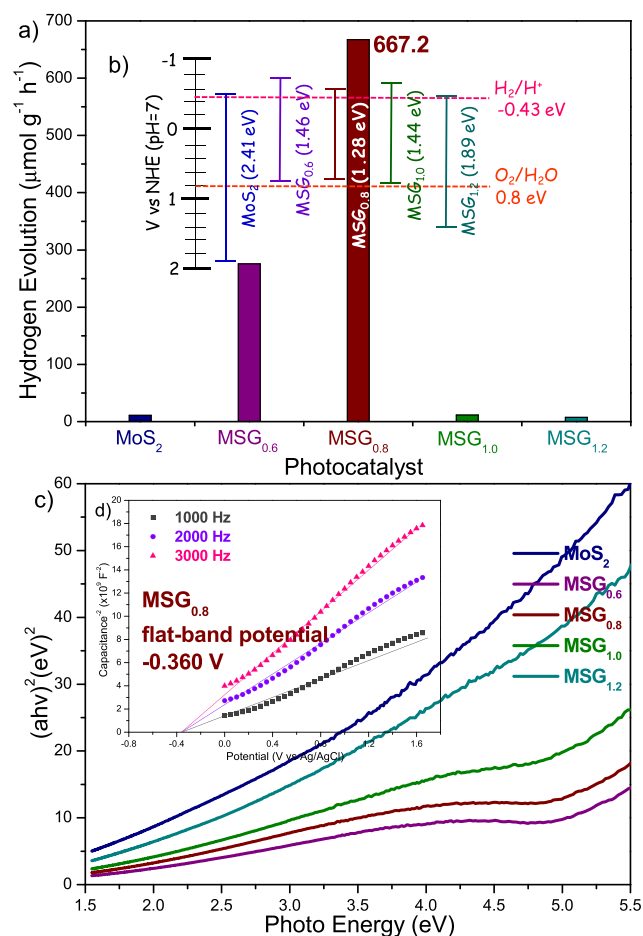 a)
Hydrogen Evolution (μmol g⁻¹ h⁻¹)
700
600
500
400
300
200
100
0
667.2
b)
V vs NHE (pH=7)
-1
0
1
2
MoS₂ (2.41 eV)
MSG₀.₆ (1.46 eV)
MSG₀.₈ (1.28 eV)
MSG₁.₀ (1.44 eV)
MSG₁.₂ (1.89 eV)
H₂/H⁺
-0.43 eV
O₂/H₂O
0.8 eV
MoS₂ MSG₀.₆ MSG₀.₈ MSG₁.₀ MSG₁.₂
Photocatalyst
c)
(ahv)²(eV)²
60
50
40
30
20
10
0
d)
Capacitance⁻² (x10⁹ F⁻²)
20
18
16
14
12
10
8
6
4
2
0
1000 Hz
2000 Hz
3000 Hz
MSG₀.₈
flat-band potential
-0.360 V
-0.8 -0.4 0.0 0.4 0.8 1.2 1.6
Potential (V vs Ag/AgCl)
MoS₂
MSG₀.₆
MSG₀.₈
MSG₁.₀
MSG₁.₂
1.5 2.0 2.5 3.0 3.5 4.0 4.5 5.0 5.5
Photo Energy (eV)